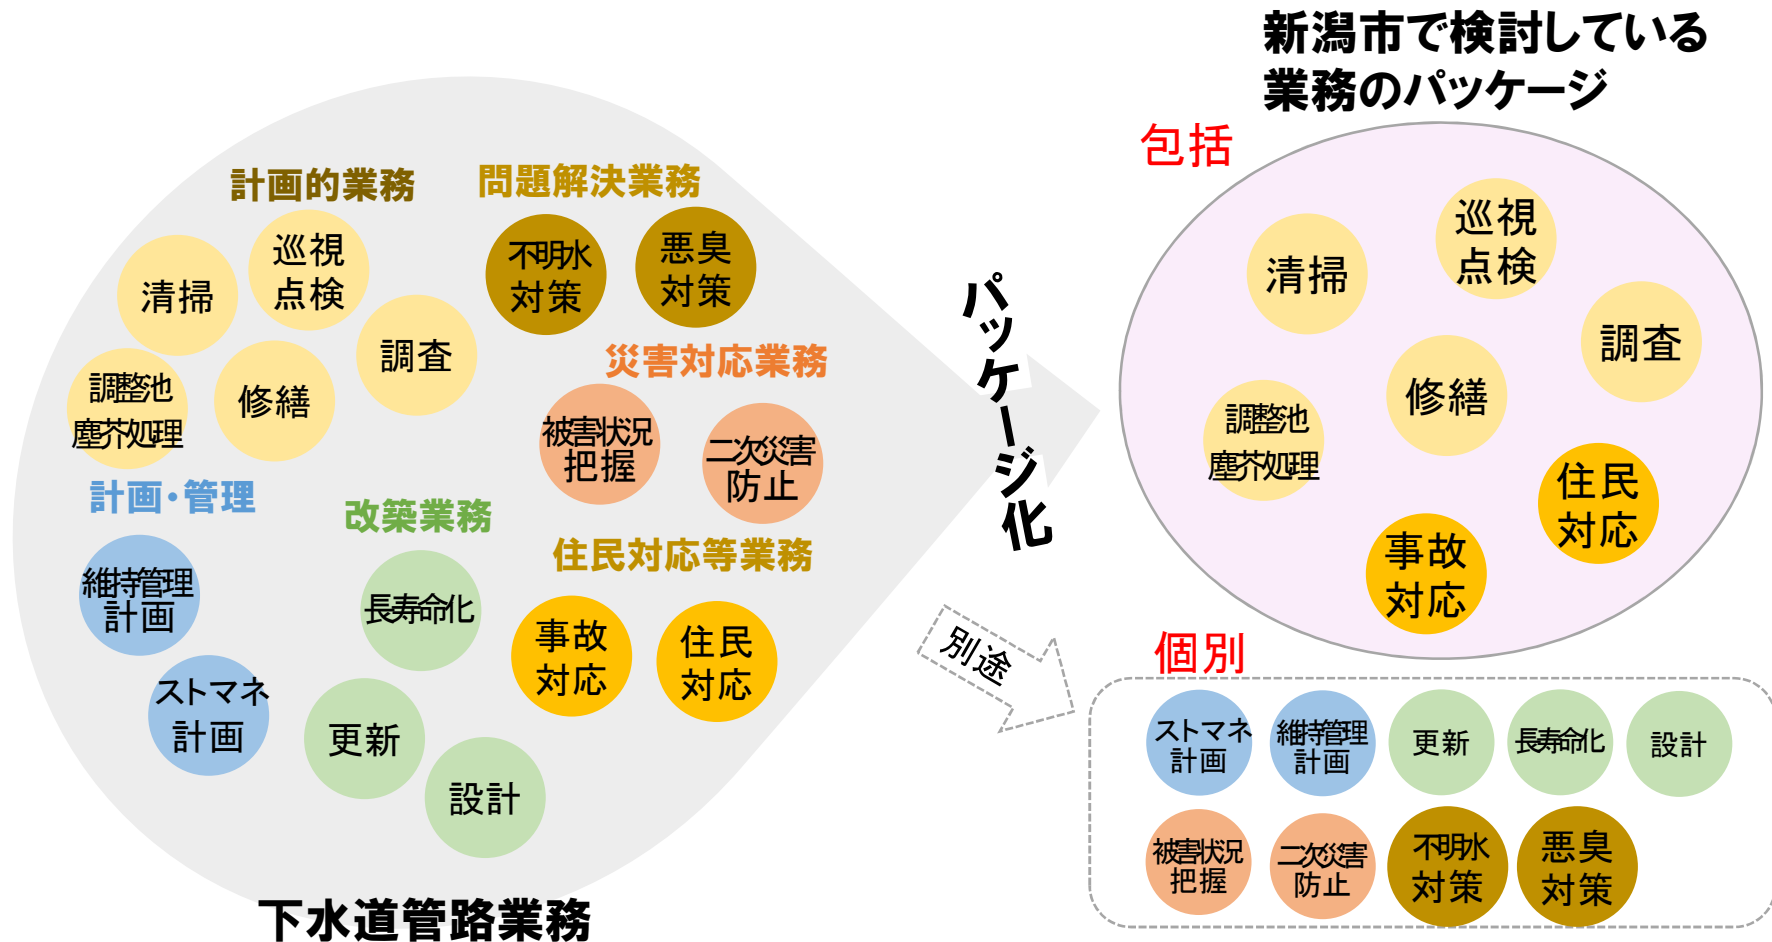 新潟市で検討している
業務のパッケージ
包括
計画的業務
問題解決業務
清掃
巡視
点検
調査
調整池
塵芥処理
修繕
不明水
対策
悪臭
対策
災害対応業務
被害状況
把握
二次災害
防止
計画・管理
維持管理
計画
ストマネ
計画
改築業務
長寿命化
更新
設計
住民対応等業務
事故
対応
住民
対応
下水道管路業務
パッケージ化
別途
清掃
巡視
点検
調査
調整池
塵芥処理
修繕
住民
対応
事故
対応
個別
ストマネ
計画
維持管理
計画
更新
長寿命化
設計
被害状況
把握
二次災害
防止
不明水
対策
悪臭
対策